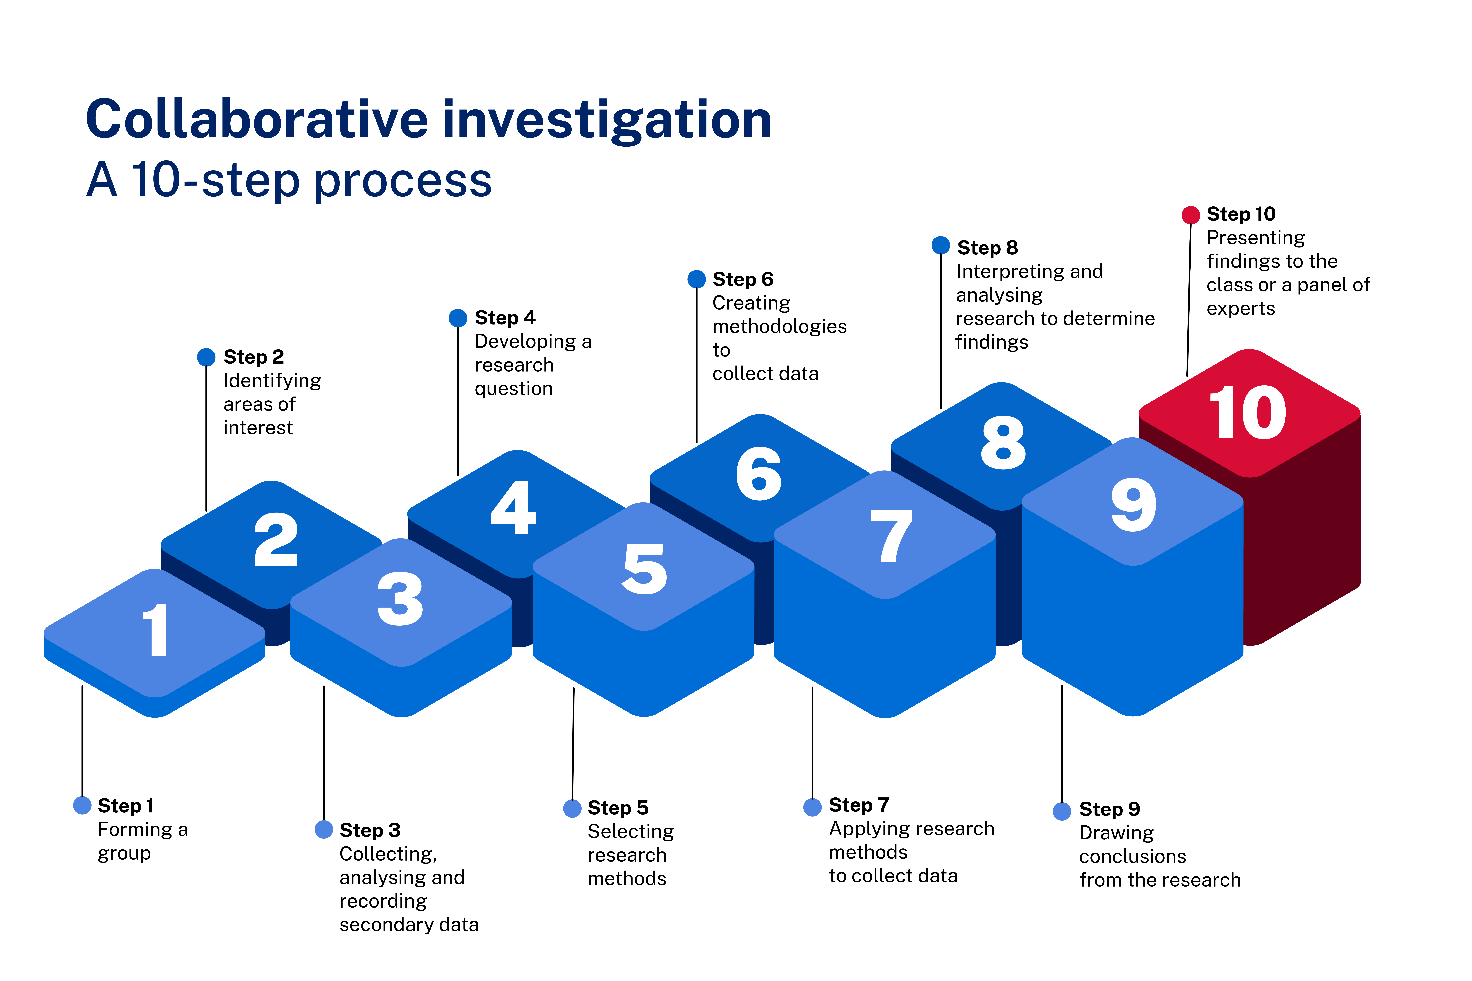 Collaborative investigation
A 10-step process
Step 1
Forming a
group
Step 2
Identifying
areas of
interest
Step 3
Collecting,
analysing and
recording
secondary data
Step 4
Developing a
research
question
Step 5
Selecting
research
methods
Step 6
Creating
methodologies
to
collect data
Step 7
Applying research
methods
to collect data
Step 8
Interpreting and
analysing
research to determine
findings
Step 9
Drawing
conclusions
from the research
Step 10
Presenting
findings to the
class or a panel of
experts
1
2
3
4
5
6
7
8
9
10